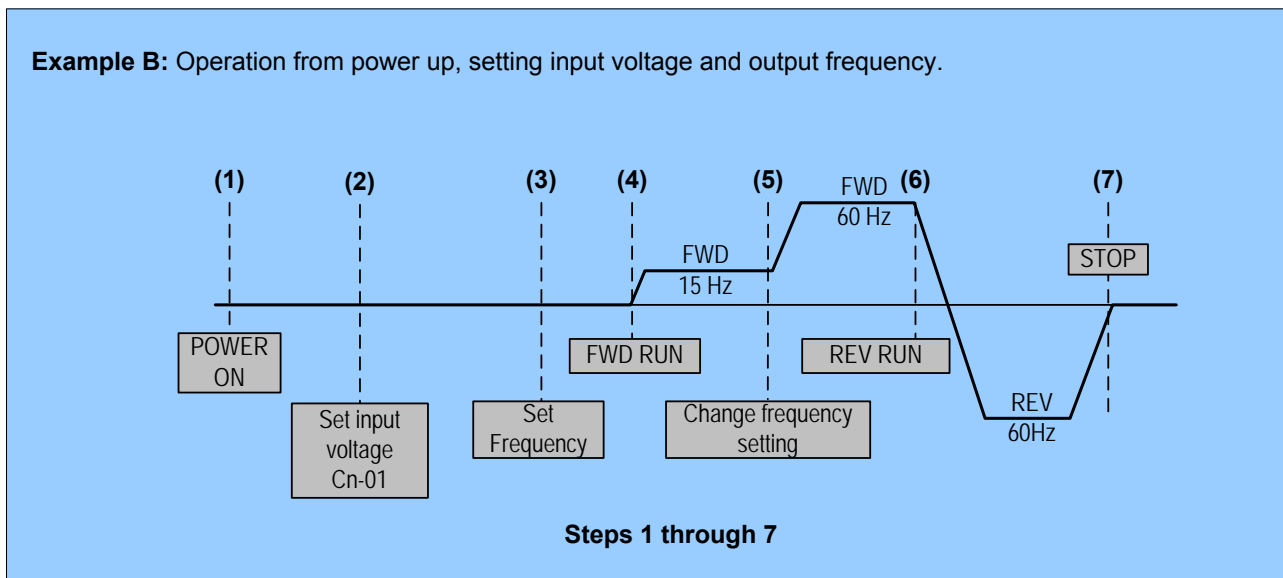 Example B: Operation from power up, setting input voltage and output frequency.
(1)
(2)
(3)
(4)
(5)
FWD
60 Hz
(6)
(7)
FWD
15 Hz
STOP
POWER
ON
FWD RUN
REV RUN
Set input
voltage
Cn-01
Set
Frequency
Change frequency
setting
REV
60Hz
Steps 1 through 7